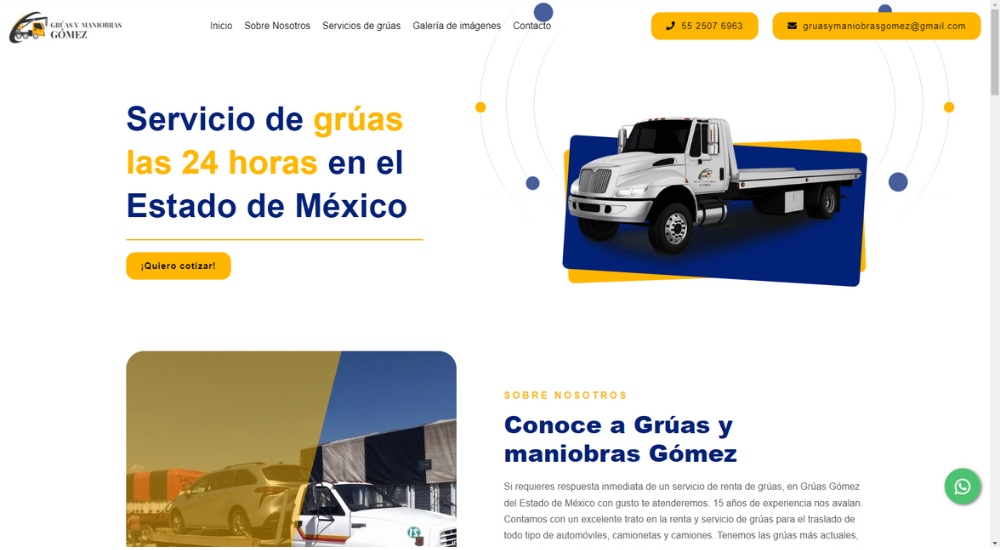 GRÚAS Y MANIOBRAS
GÓMEZ
Inicio
Sobre Nosotros
Servicios de grúas
Galería de imágenes
Contacto
55 2507 6963
gruasymaniobrasgomez@gmail.com
Servicio de grúas
las 24 horas en el
Estado de México
¡Quiero cotizar!
SOBRE NOSOTROS
Conoce a Grúas y
maniobras Gómez
Si requieres respuesta inmediata de un servicio de renta de grúas, en Grúas Gómez
del Estado de México con gusto te atenderemos. 15 años de experiencia nos avalan.
Contamos con un excelente trato en la renta y servicio de grúas para el traslado de
todo tipo de automóviles, camionetas y camiones. Tenemos las grúas más actuales,